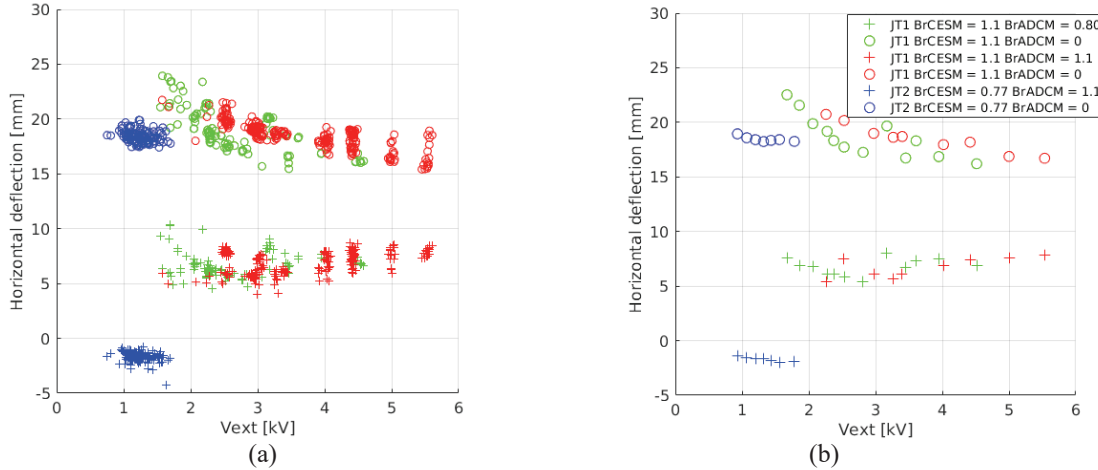 30
25
20
15
10
5
0
-5
Horizontal deflection [mm]
0 1 2 3 4 5 6
Vext [kV]
(a)
30
25
20
15
10
5
0
-5
Horizontal deflection [mm]
0 1 2 3 4 5 6
Vext [kV]
JT1 BrCESM = 1.1 BrADCM = 0.80
JT1 BrCESM = 1.1 BrADCM = 0
JT1 BrCESM = 1.1 BrADCM = 1.1
JT1 BrCESM = 1.1 BrADCM = 0
JT2 BrCESM = 0.77 BrADCM = 1.1
JT2 BrCESM = 0.77 BrADCM = 0
(b)